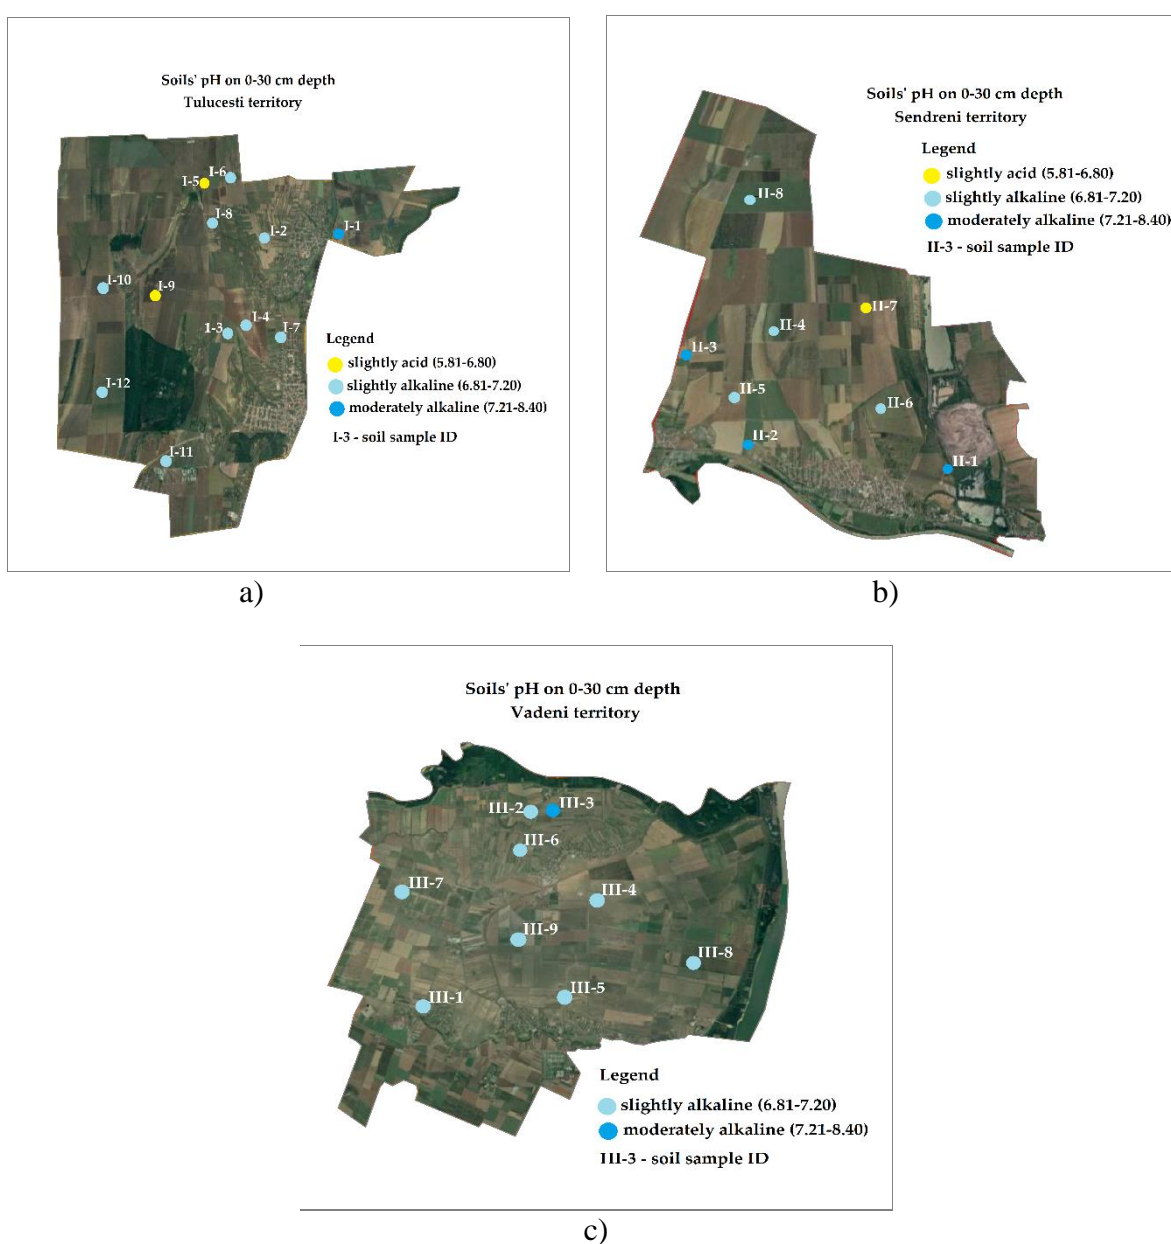 Soils' pH on 0-30 cm depth
Tulucesti territory
I-6
I-5
I-8
I-2
I-1
I-10
I-9
I-4
1-3
I-7
I-12
I-11
Legend
slightly acid (5.81-6.80)
slightly alkaline (6.81-7.20)
moderately alkaline (7.21-8.40)
I-3 - soil sample ID
a)
Soils' pH on 0-30 cm depth
Sendreni territory
Legend
slightly acid (5.81-6.80)
slightly alkaline (6.81-7.20)
moderately alkaline (7.21-8.40)
II-3 - soil sample ID
II-8
II-7
II-4
II-3
II-5
II-6
II-2
II-1
b)
Soils' pH on 0-30 cm depth
Vadeni territory
III-2
III-3
III-6
III-7
III-4
III-9
III-8
III-5
III-1
Legend
slightly alkaline (6.81-7.20)
moderately alkaline (7.21-8.40)
III-3 - soil sample ID
c)